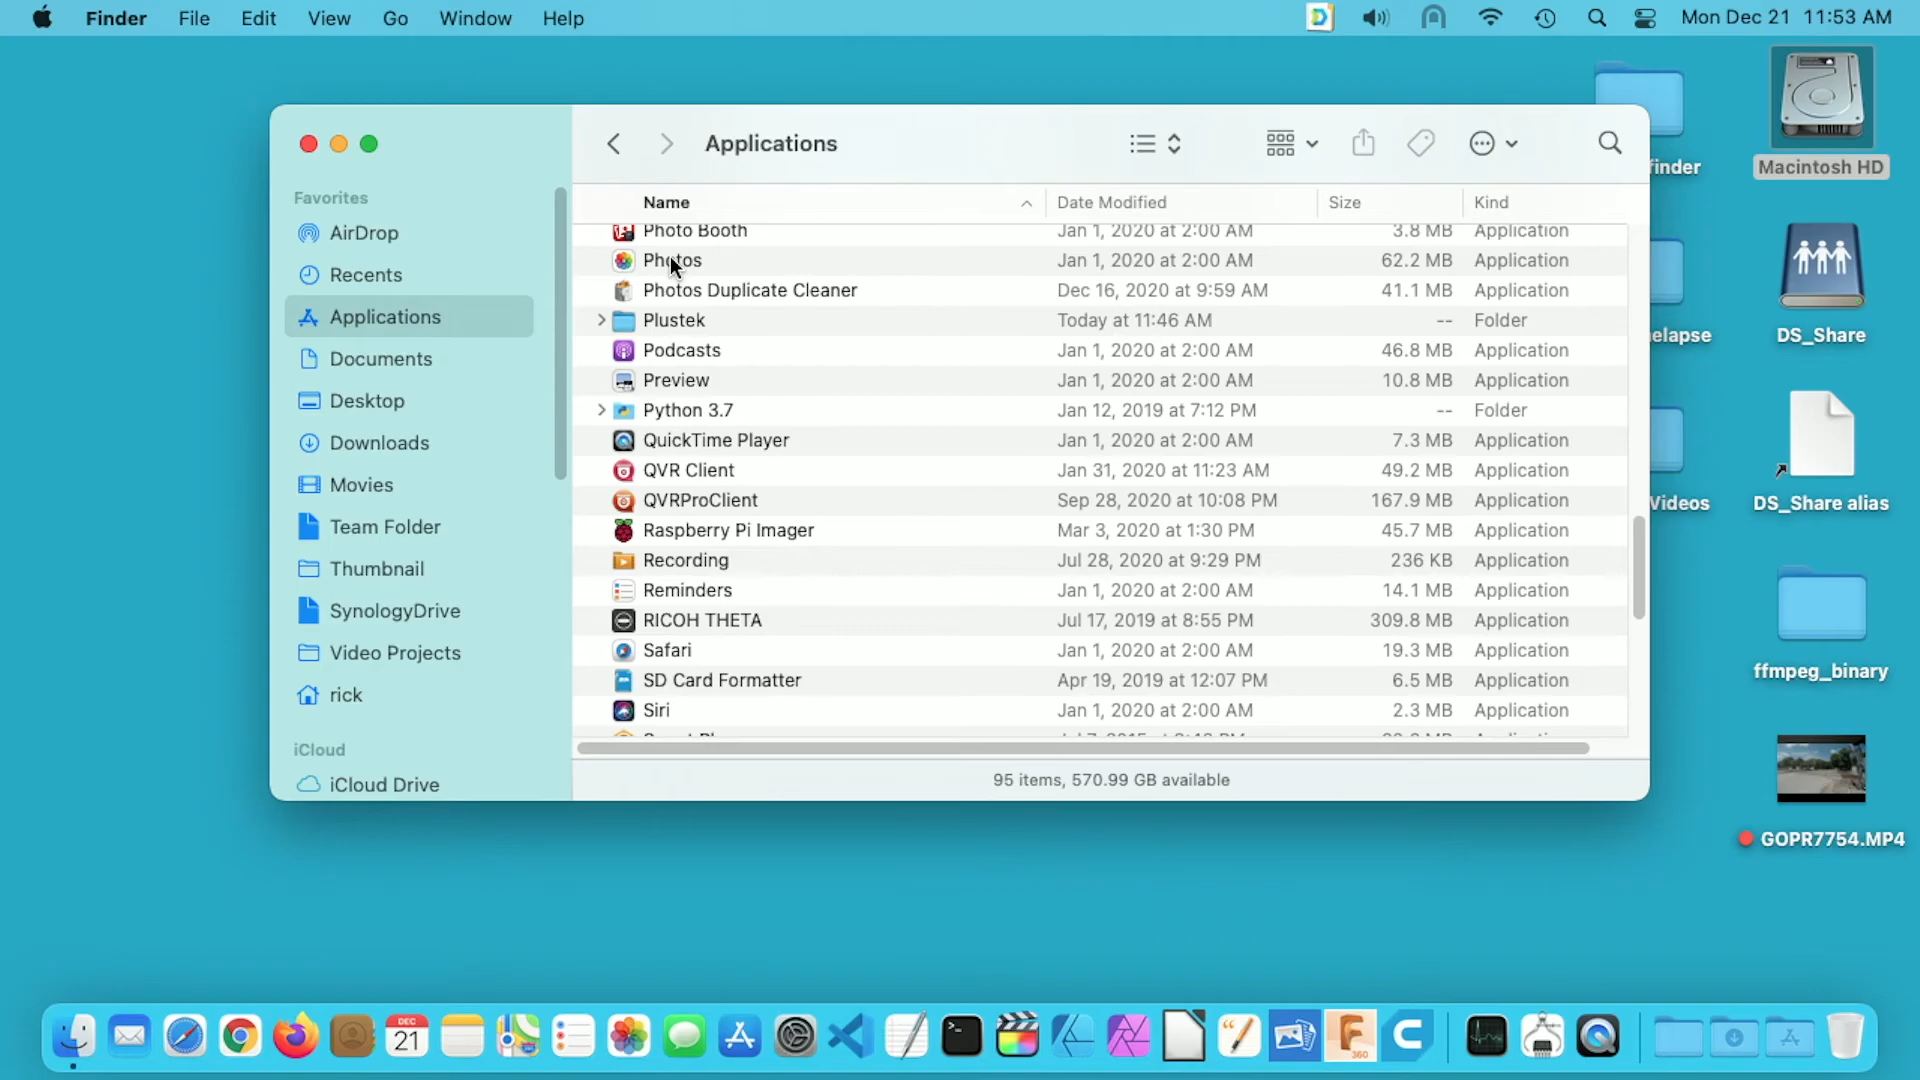 Finder File Edit View Go Window Help Mon Dec 21 11:53 AM
Applications
Favorites
AirDrop
Recents
Applications
Documents
Desktop
Downloads
Movies
Team Folder
Thumbnail
SynologyDrive
Video Projects
rick
iCloud
iCloud Drive
Name Date Modified Size Kind
Photo Booth Jan 1, 2020 at 2:00 AM 3.8 MB Application
Photos Jan 1, 2020 at 2:00 AM 62.2 MB Application
Photos Duplicate Cleaner Dec 16, 2020 at 9:59 AM 41.1 MB Application
Plustek Today at 11:46 AM -- Folder
Podcasts Jan 1, 2020 at 2:00 AM 46.8 MB Application
Preview Jan 1, 2020 at 2:00 AM 10.8 MB Application
Python 3.7 Jan 12, 2019 at 7:12 PM -- Folder
QuickTime Player Jan 1, 2020 at 2:00 AM 7.3 MB Application
QVR Client Jan 31, 2020 at 11:23 AM 49.2 MB Application
QVRProClient Sep 28, 2020 at 10:08 PM 167.9 MB Application
Raspberry Pi Imager Mar 3, 2020 at 1:30 PM 45.7 MB Application
Recording Jul 28, 2020 at 9:29 PM 236 KB Application
Reminders Jan 1, 2020 at 2:00 AM 14.1 MB Application
RICOH THETA Jul 17, 2019 at 8:55 PM 309.8 MB Application
Safari Jan 1, 2020 at 2:00 AM 19.3 MB Application
SD Card Formatter Apr 19, 2019 at 12:07 PM 6.5 MB Application
Siri Jan 1, 2020 at 2:00 AM 2.3 MB Application
95 items, 570.99 GB available
finder
Macintosh HD
elapse
DS_Share
Videos
DS_Share alias
ffmpeg_binary
GOPR7754.MP4
DEC
21
360